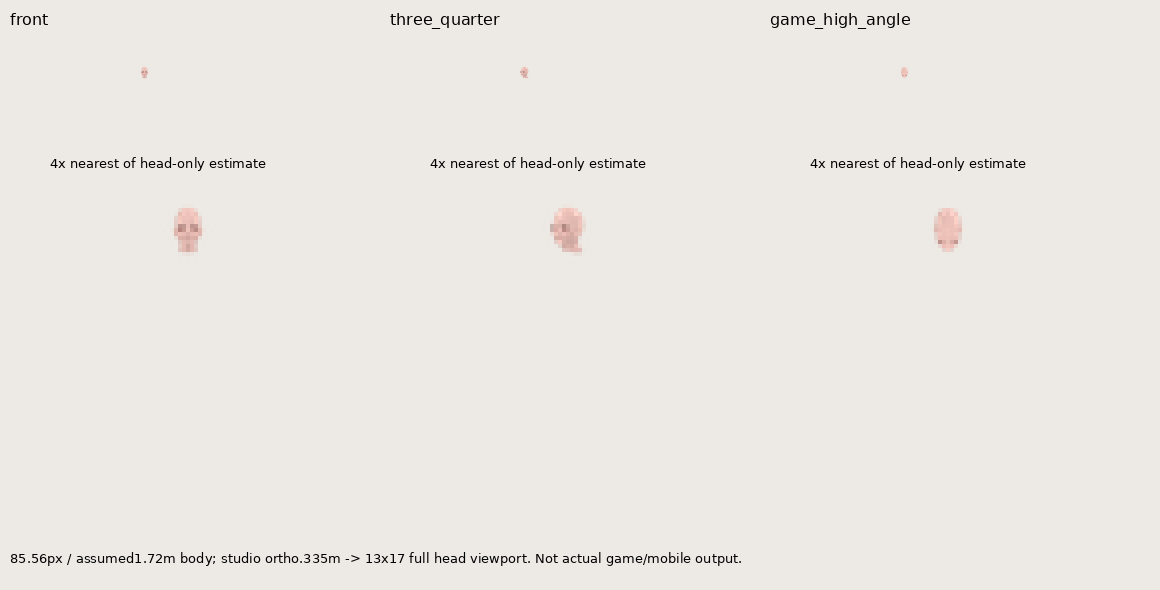 front
three_quarter
game_high_angle
4x nearest of head-only estimate
4x nearest of head-only estimate
4x nearest of head-only estimate
85.56px / assumed1.72m body; studio ortho.335m -> 13x17 full head viewport. Not actual game/mobile output.